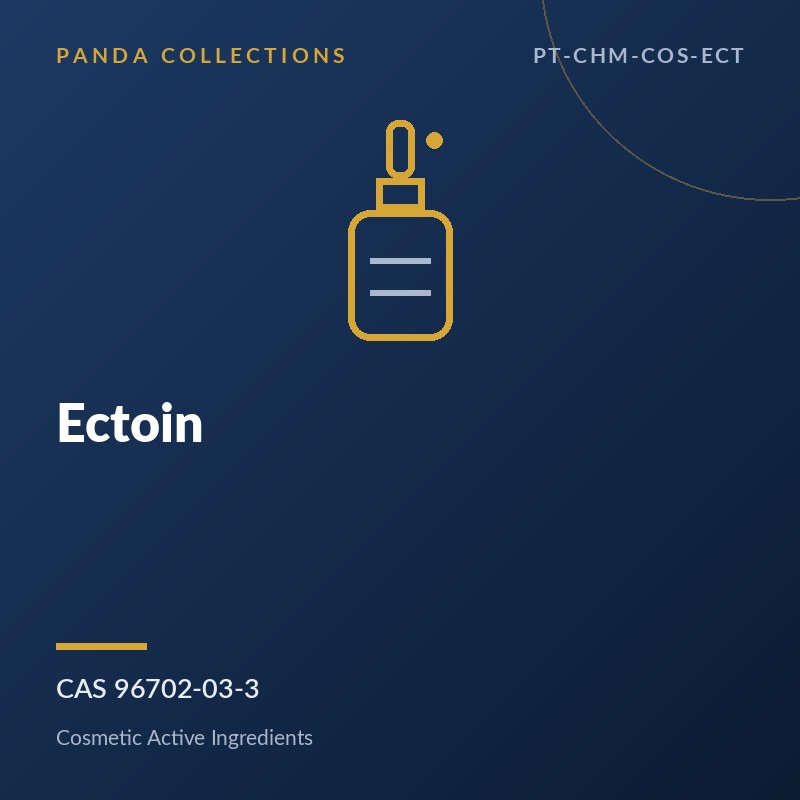 PANDA COLLECTIONS
PT-CHM-COS-ECT
Ectoin
CAS 96702-03-3
Cosmetic Active Ingredients